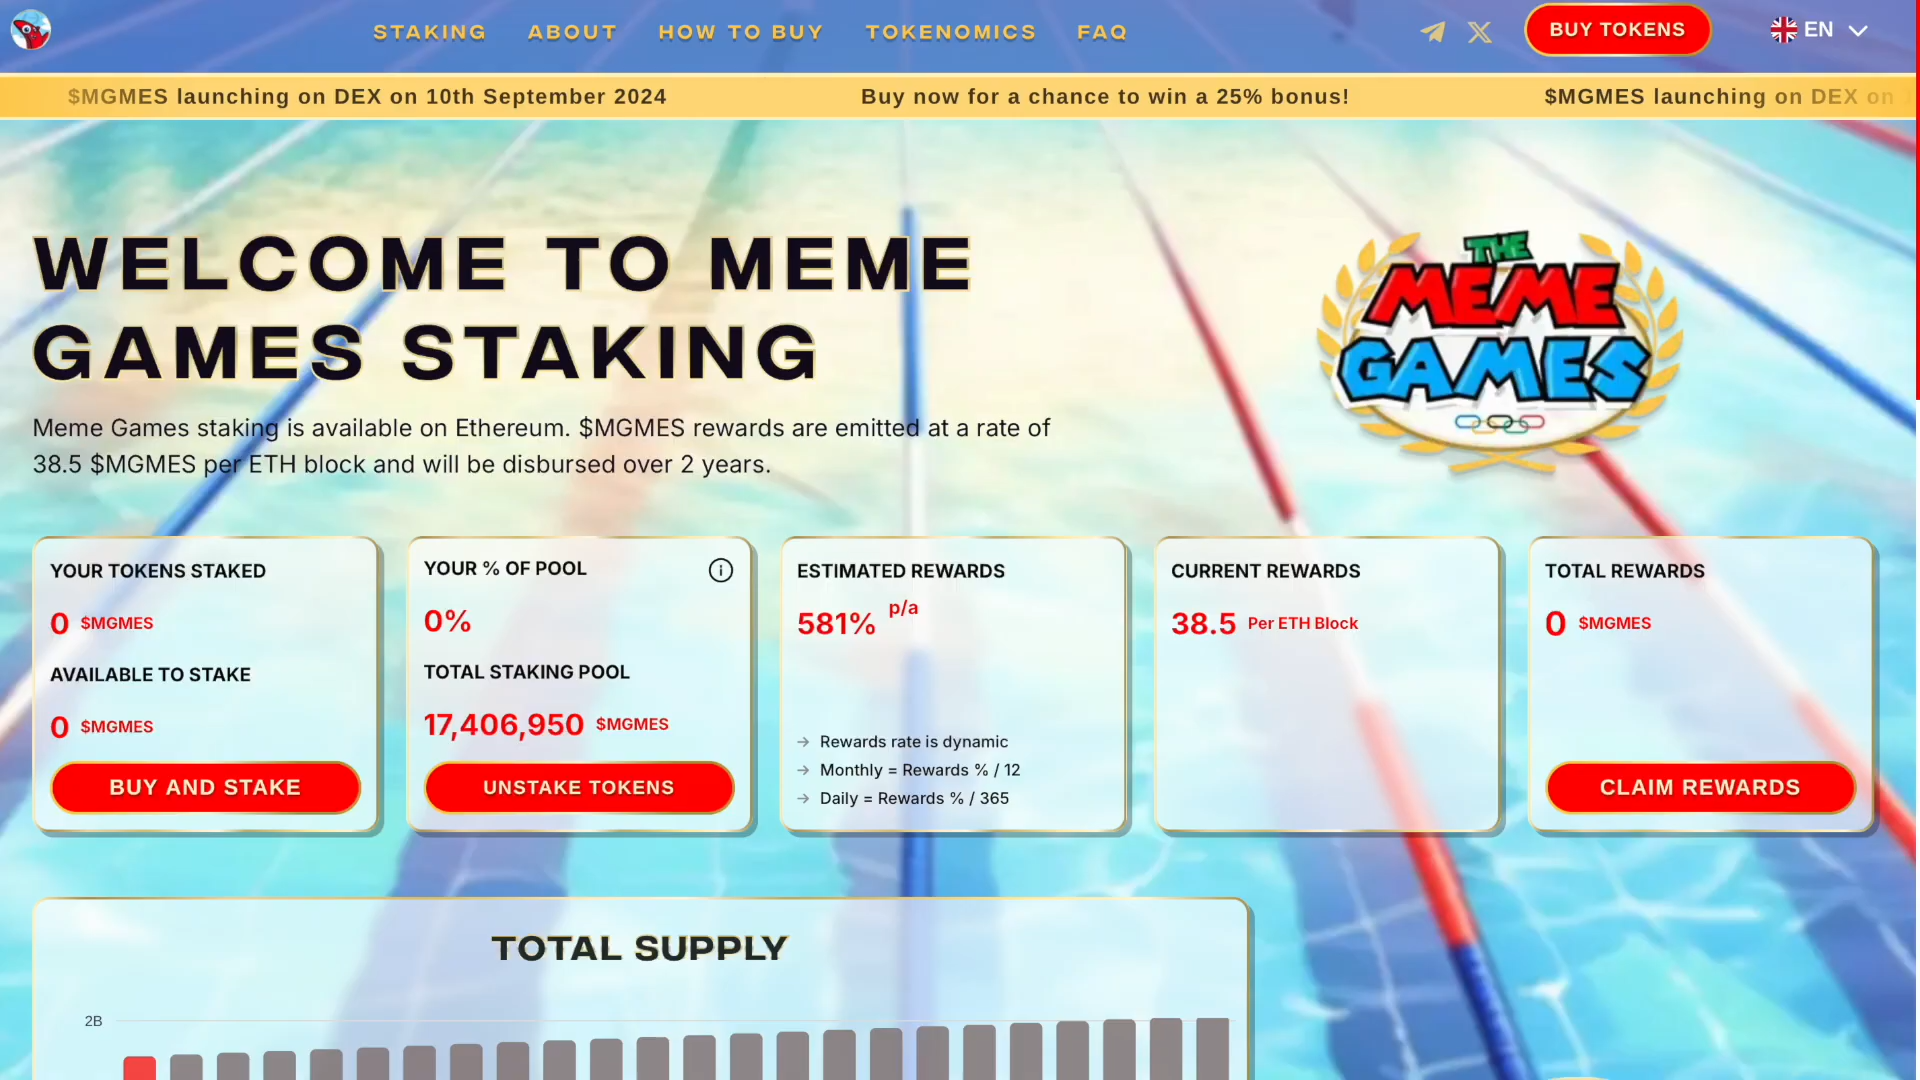 STAKING ABOUT HOW TO BUY TOKENOMICS FAQ BUY TOKENS EN
$MGMES launching on DEX on 10th September 2024 Buy now for a chance to win a 25% bonus! $MGMES launching on DEX on
WELCOME TO MEME
GAMES STAKING
THE
MEME
GAMES
Meme Games staking is available on Ethereum. $MGMES rewards are emitted at a rate of
38.5 $MGMES per ETH block and will be disbursed over 2 years.
YOUR TOKENS STAKED
0 $MGMES
AVAILABLE TO STAKE
0 $MGMES
BUY AND STAKE
YOUR % OF POOL
0%
TOTAL STAKING POOL
17,406,950 $MGMES
UNSTAKE TOKENS
ESTIMATED REWARDS
581% p/a
→ Rewards rate is dynamic
→ Monthly = Rewards % / 12
→ Daily = Rewards % / 365
CURRENT REWARDS
38.5 Per ETH Block
TOTAL REWARDS
0 $MGMES
CLAIM REWARDS
TOTAL SUPPLY
2B